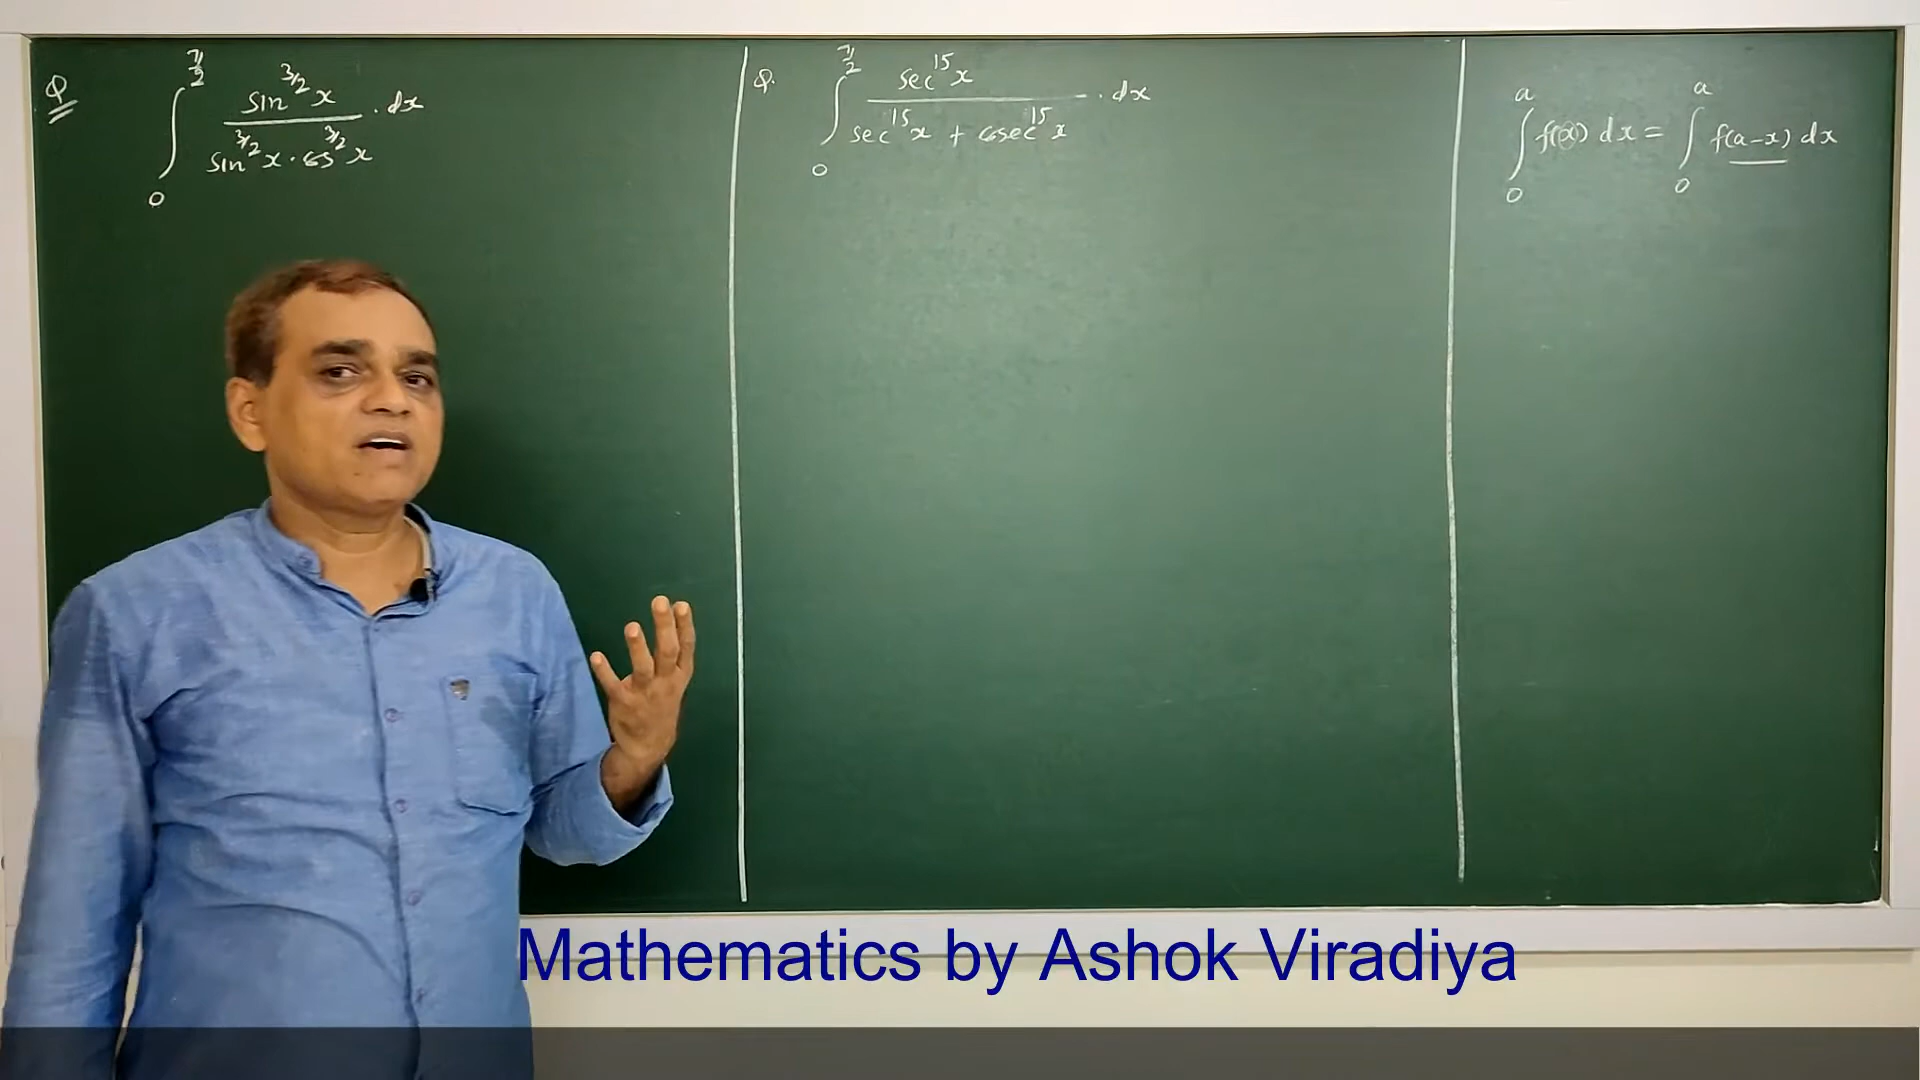 Q ∫₀^{π/2} sin^{3/2} x / (sin^{3/2} x · cos^{3/2} x) . dx
Q. ∫₀^{π/2} sec^{15} x / (sec^{15} x + cosec^{15} x) . dx
∫₀^a f(x) dx = ∫₀^a f(a-x) dx
Mathematics by Ashok Viradiya